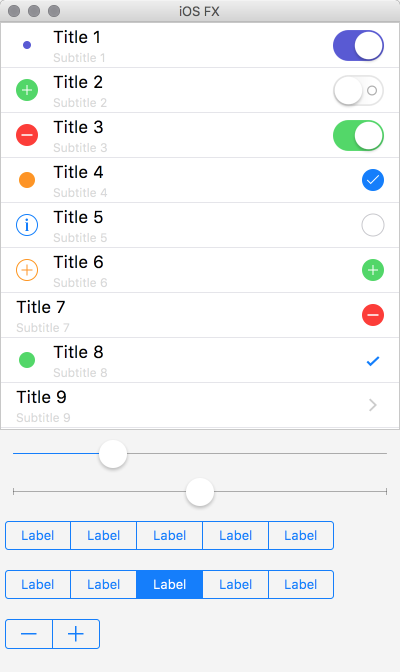 iOS FX
Title 1
Subtitle 1
Title 2
Subtitle 2
Title 3
Subtitle 3
Title 4
Subtitle 4
Title 5
Subtitle 5
Title 6
Subtitle 6
Title 7
Subtitle 7
Title 8
Subtitle 8
Title 9
Subtitle 9
Label Label Label Label Label
Label Label Label Label Label